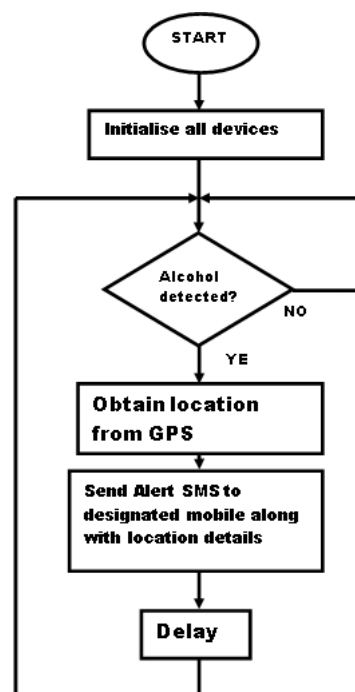 START
Initialise all devices
Alcohol
detected?
NO
YE
Obtain location
from GPS
Send Alert SMS to
designated mobile along
with location details
Delay